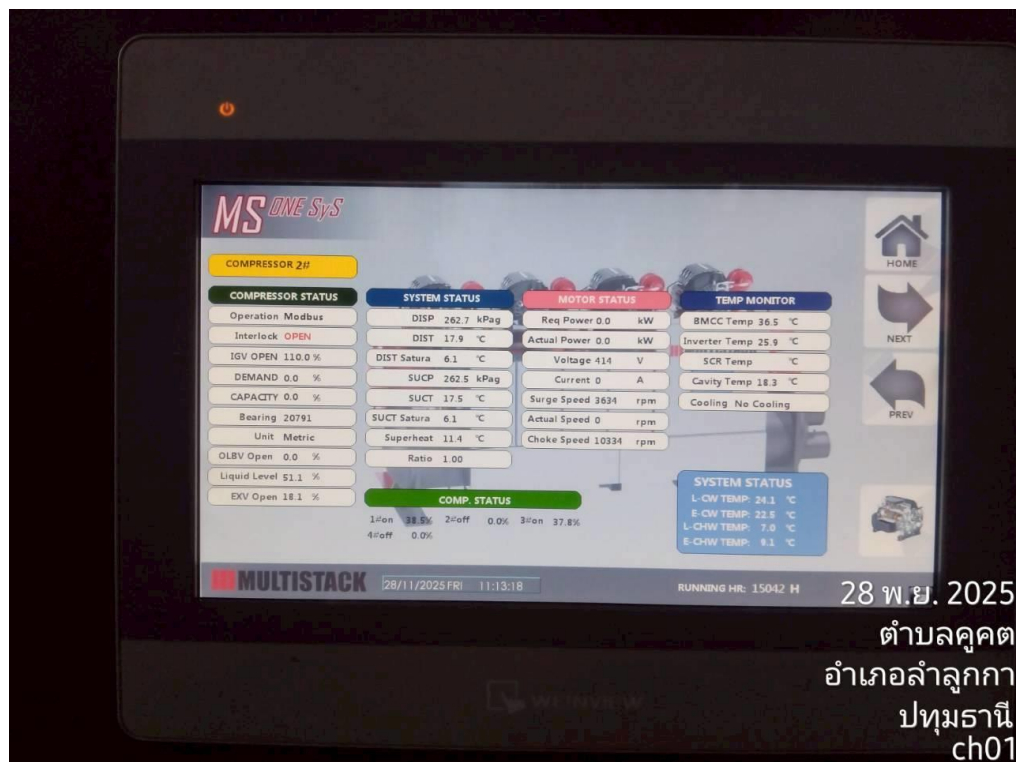 MS ONE SyS
COMPRESSOR 2#
HOME
COMPRESSOR STATUS
Operation Modbus
Interlock OPEN
IGV OPEN 110.0 %
DEMAND 0.0 %
CAPACITY 0.0 %
Bearing 20791
Unit Metric
OLBV Open 0.0 %
Liquid Level 51.1 %
EXV Open 18.1 %
SYSTEM STATUS
DISP 262.7 kPag
DIST 17.9 ℃
DIST Satura 6.1 ℃
SUCP 262.5 kPag
SUCT 17.5 ℃
SUCT Satura 6.1 ℃
Superheat 11.4 ℃
Ratio 1.00
MOTOR STATUS
Req Power 0.0 kW
Actual Power 0.0 kW
Voltage 414 V
Current 0 A
Surge Speed 3634 rpm
Actual Speed 0 rpm
Choke Speed 10334 rpm
TEMP MONITOR
BMCC Temp 36.5 ℃
Inverter Temp 25.9 ℃
SCR Temp ℃
Cavity Temp 18.3 ℃
Cooling No Cooling
NEXT
PREV
COMP. STATUS
1#on 38.5% 2#off 0.0% 3#on 37.8%
4#off 0.0%
SYSTEM STATUS
L-CW TEMP: 24.1 ℃
E-CW TEMP: 22.5 ℃
L-CHW TEMP: 7.0 ℃
E-CHW TEMP: 9.1 ℃
MULTISTACK 28/11/2025 FRI 11:13:18 RUNNING HR: 15042 H
WEINVIEW
28 พ.ย. 2025
ตำบลคูคต
อำเภอลำลูกกา
ปทุมธานี
ch01